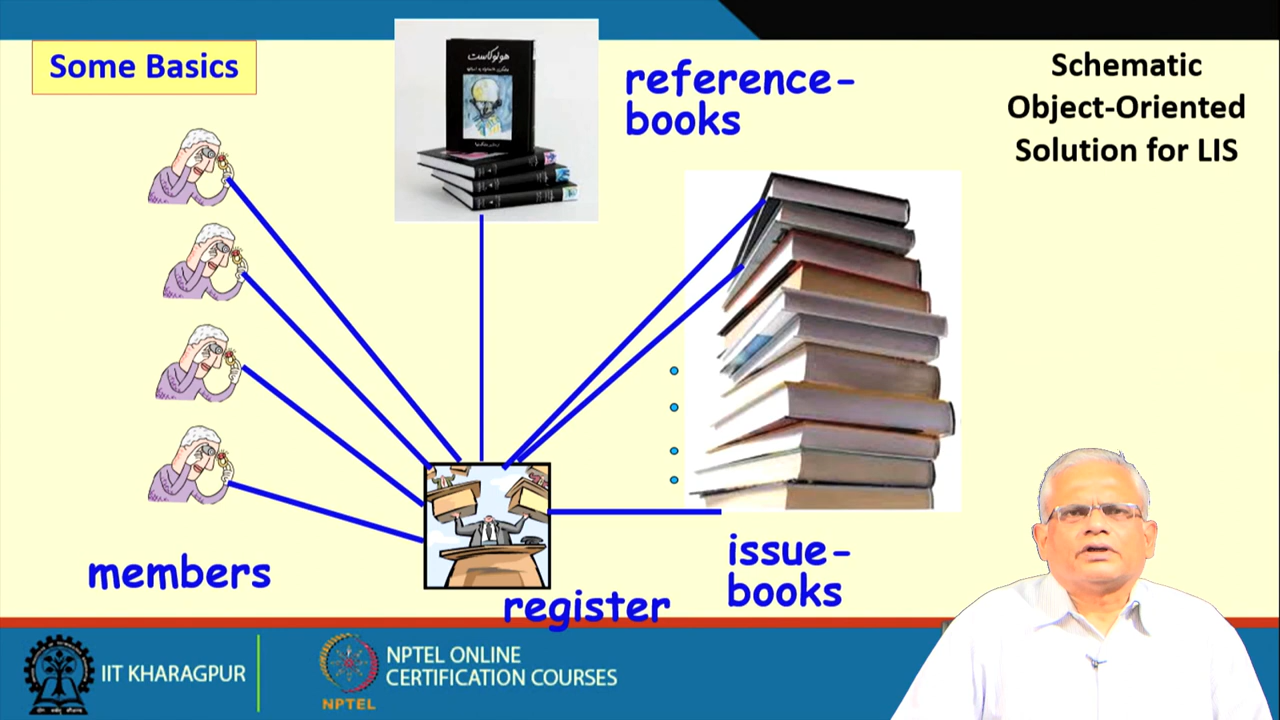 Some Basics
هولوکاست
reference-
books
Schematic
Object-Oriented
Solution for LIS
members
register
issue-
books
IIT KHARAGPUR
NPTEL ONLINE
CERTIFICATION COURSES
NPTEL